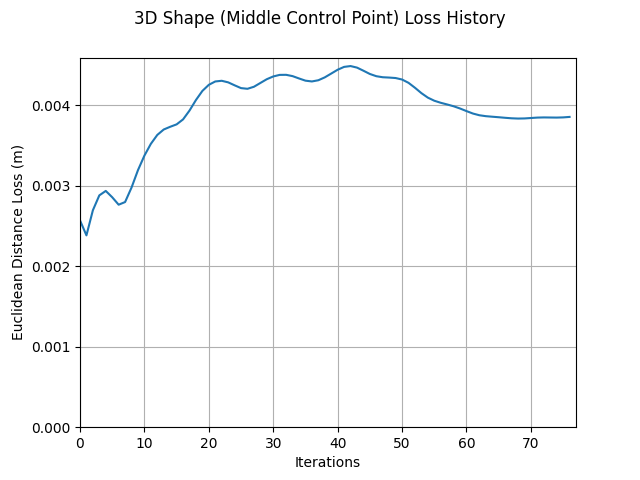 3D Shape (Middle Control Point) Loss History
Euclidean Distance Loss (m)
0.004
0.003
0.002
0.001
0.000
0 10 20 30 40 50 60 70
Iterations